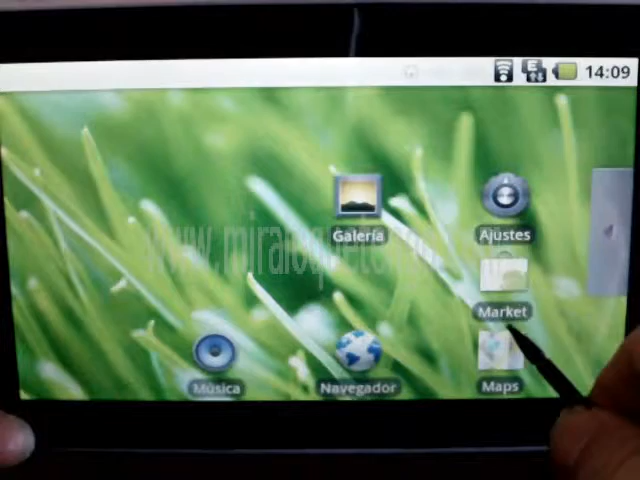 E
14:09
Galería
Ajustes
Market
Música
Navegador
Maps